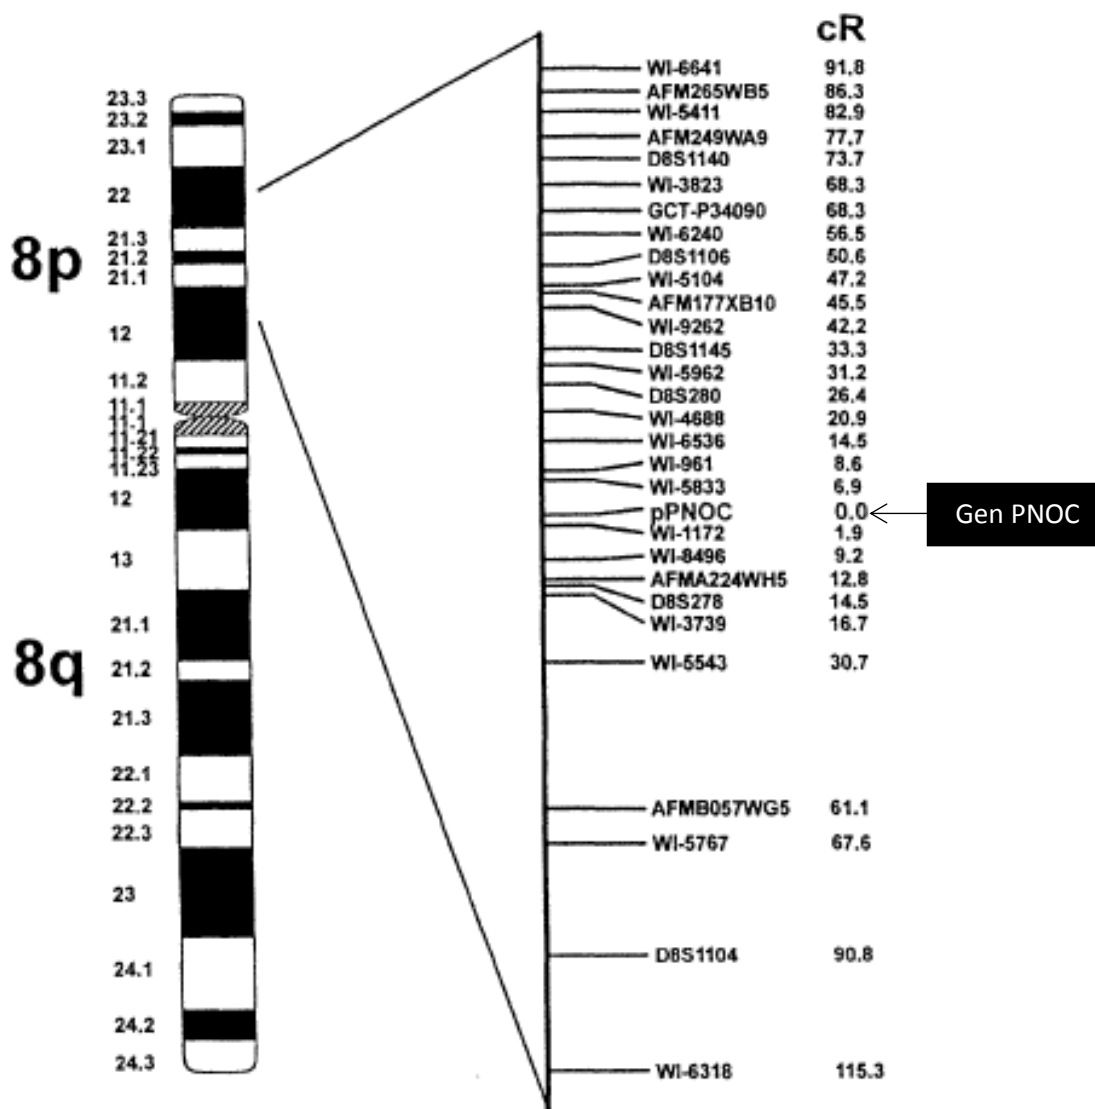 cR
WI-6641 91.8
AFM265WB5 86.3
WI-5411 82.9
AFM249WA9 77.7
D8S1140 73.7
WI-3823 68.3
GCT-P34090 68.3
WI-6240 56.5
D8S1106 50.6
WI-5104 47.2
AFM177XB10 45.5
WI-9262 42.2
D8S1145 33.3
WI-5962 31.2
D8S280 26.4
WI-4688 20.9
WI-6536 14.5
WI-961 8.6
WI-5833 6.9
pPNOC 0.0
Gen PNOC
WI-1172 1.9
WI-8496 9.2
AFMA224WH5 12.8
D8S278 14.5
WI-3739 16.7
WI-5543 30.7
AFMB057WG5 61.1
WI-5767 67.6
D8S1104 90.8
WI-6318 115.3
8p
23.3
23.2
23.1
22
21.3
21.2
21.1
12
11.2
11.1
8q
11.1
11.21
11.22
11.23
12
13
21.1
21.2
21.3
22.1
22.2
22.3
23
24.1
24.2
24.3